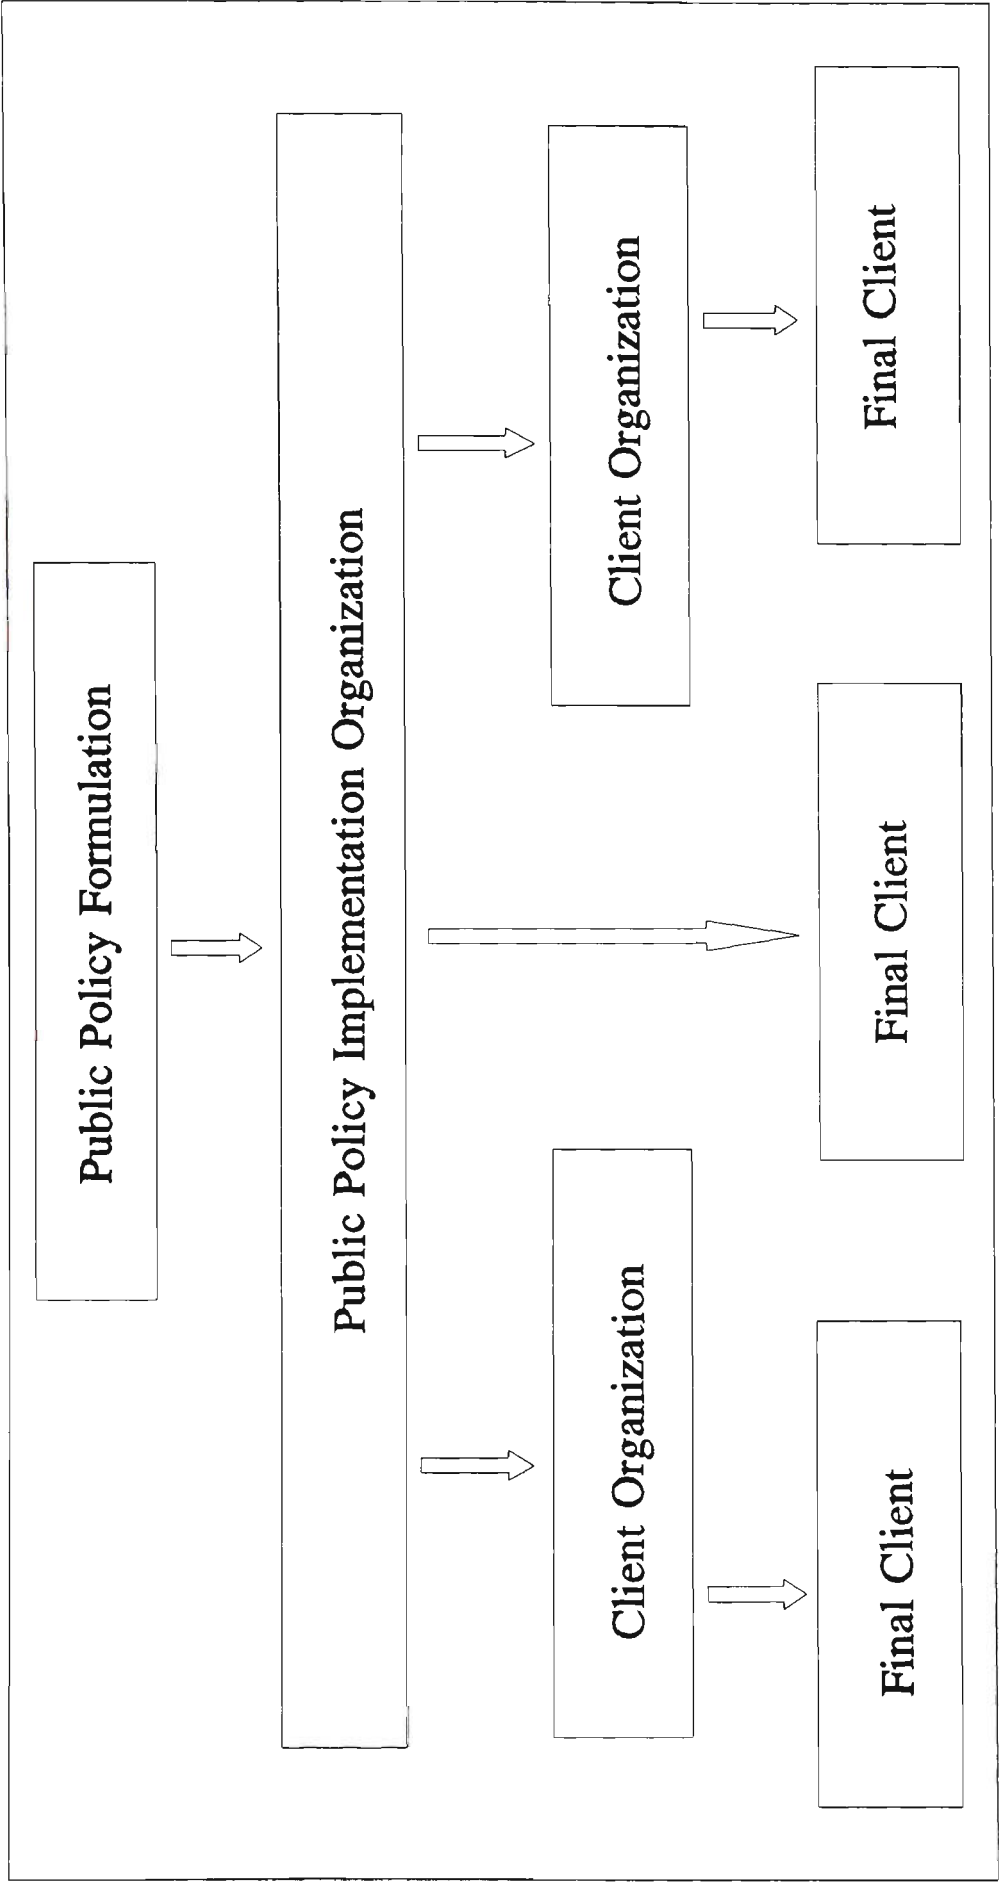 Public Policy Formulation
Public Policy Implementation Organization
Client Organization
Client Organization
Final Client
Final Client
Final Client